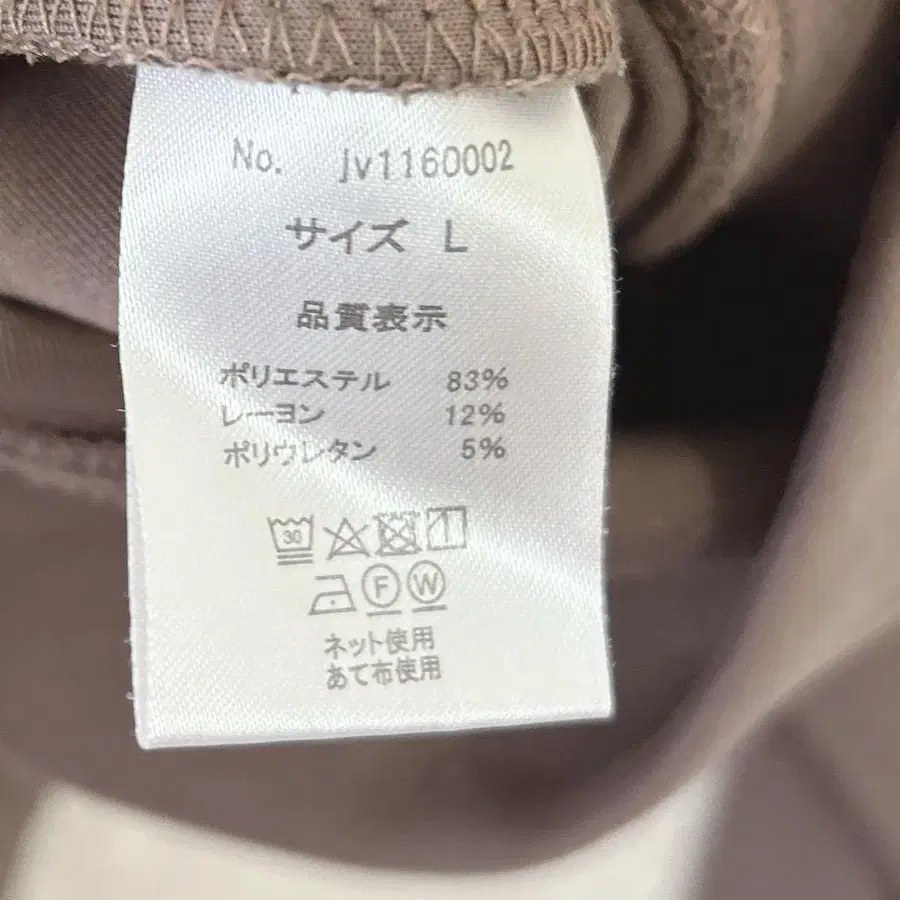 No. jv1160002
サイズ L
品質表示
ポリエステル 83%
レーヨン 12%
ポリウレタン 5%
30
F W
ネット使用
あて布使用